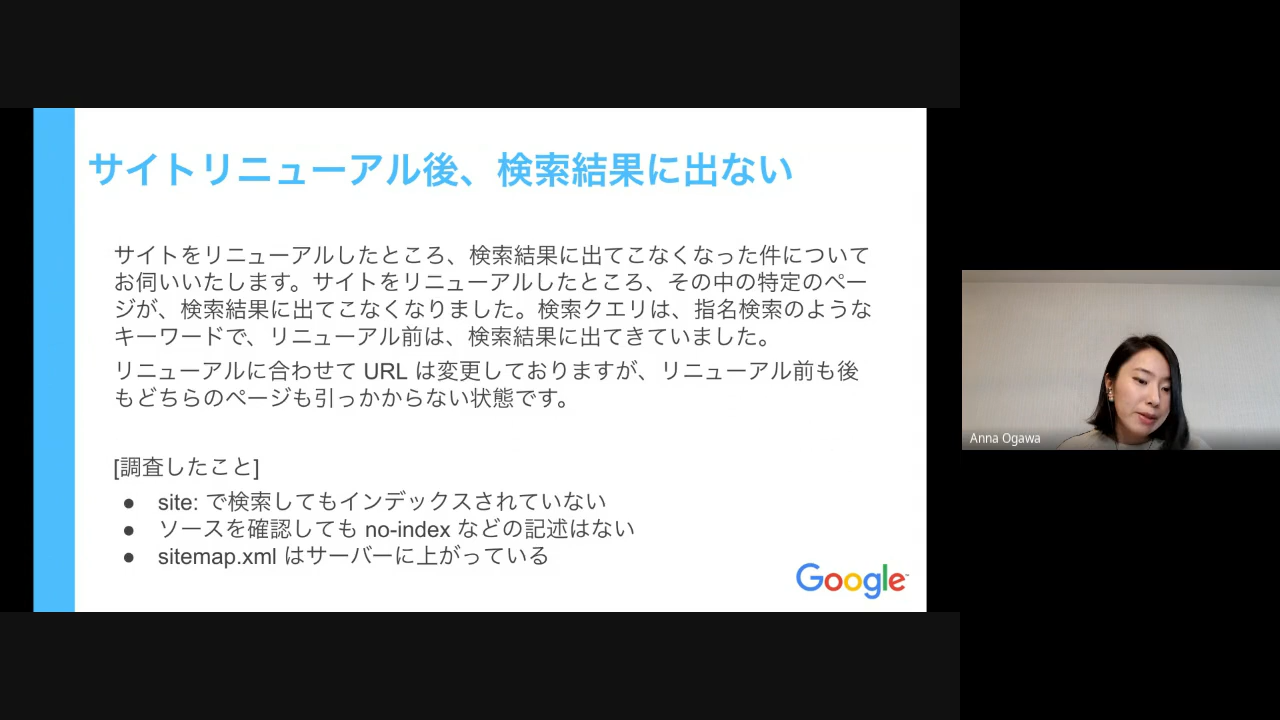 サイトリニューアル後、検索結果に出ない
サイトをリニューアルしたところ、検索結果に出てこなくなった件について
お伺いいたします。サイトをリニューアルしたところ、その中の特定のペー
ジが、検索結果に出てこなくなりました。検索クエリは、指名検索のような
キーワードで、リニューアル前は、検索結果に出てきていました。
リニューアルに合わせて URL は変更しておりますが、リニューアル前も後
もどちらのページも引っかからない状態です。
[調査したこと]
● site: で検索してもインデックスされていない
● ソースを確認しても no-index などの記述はない
● sitemap.xml はサーバーに上がっている
Google
Anna Ogawa